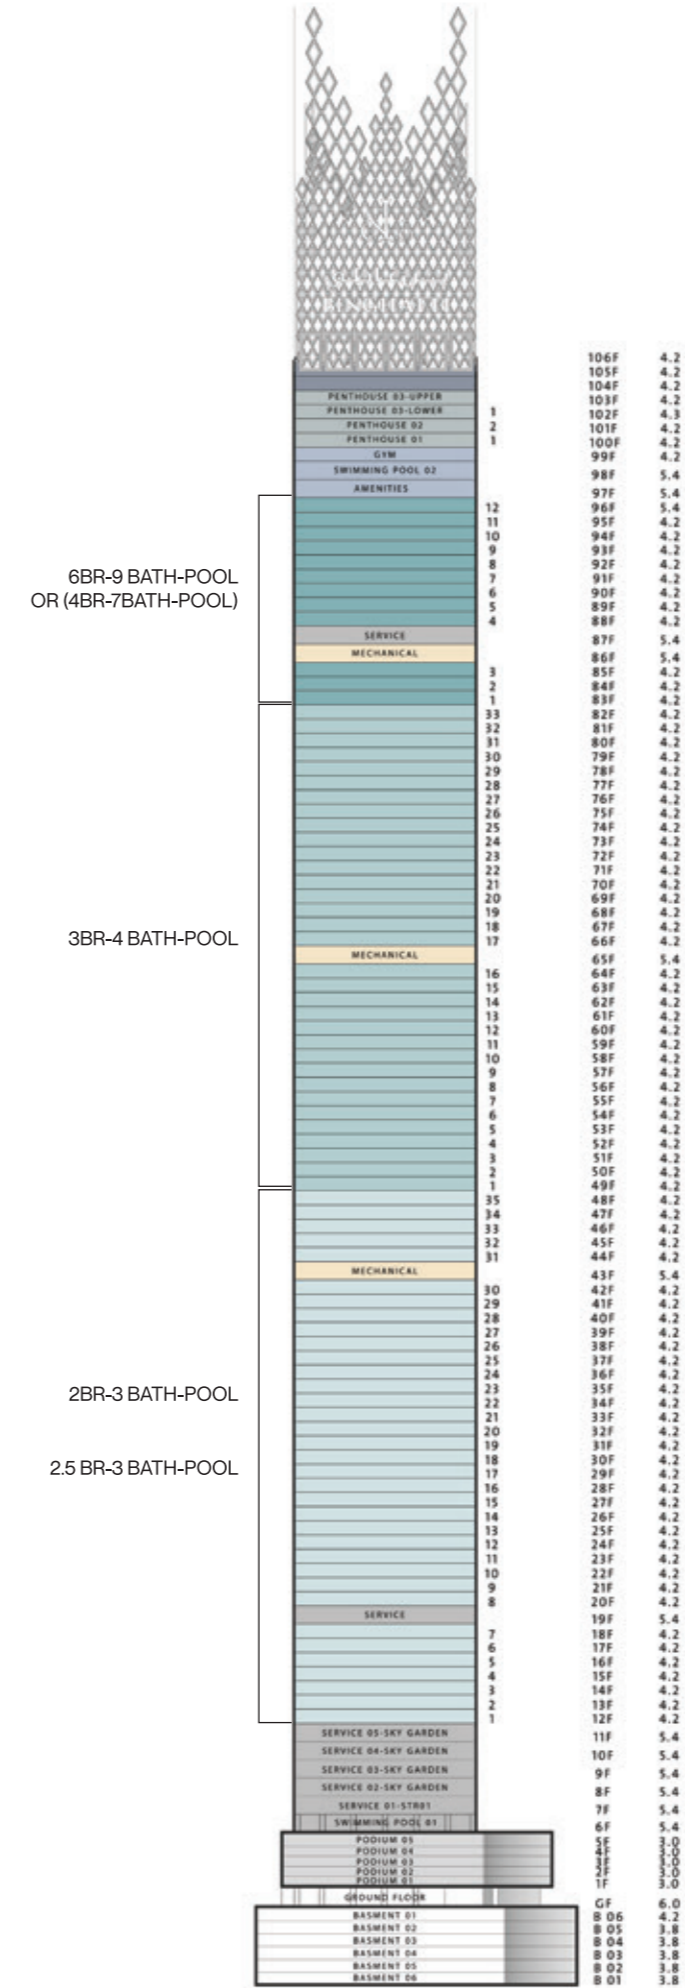 BINGHATTI
106F 4.2
105F 4.2
104F 4.2
PENTHOUSE 03-UPPER 103F 4.2
PENTHOUSE 03-LOWER 1 102F 4.3
PENTHOUSE 02 2 101F 4.2
PENTHOUSE 01 1 100F 4.2
GYM 99F 4.2
SWIMMING POOL 02 98F 5.4
AMENITIES 97F 5.4
12 96F 5.4
11 95F 4.2
10 94F 4.2
9 93F 4.2
8 92F 4.2
6BR-9 BATH-POOL
7 91F 4.2
6 90F 4.2
OR (4BR-7BATH-POOL)
5 89F 4.2
4 88F 4.2
SERVICE 87F 5.4
MECHANICAL 86F 5.4
3 85F 4.2
2 84F 4.2
1 83F 4.2
33 82F 4.2
32 81F 4.2
31 80F 4.2
30 79F 4.2
29 78F 4.2
28 77F 4.2
27 76F 4.2
26 75F 4.2
25 74F 4.2
24 73F 4.2
23 72F 4.2
22 71F 4.2
21 70F 4.2
20 69F 4.2
19 68F 4.2
18 67F 4.2
3BR-4 BATH-POOL
17 66F 4.2
MECHANICAL 65F 5.4
16 64F 4.2
15 63F 4.2
14 62F 4.2
13 61F 4.2
12 60F 4.2
11 59F 4.2
10 58F 4.2
9 57F 4.2
8 56F 4.2
7 55F 4.2
6 54F 4.2
5 53F 4.2
4 52F 4.2
3 51F 4.2
2 50F 4.2
1 49F 4.2
35 48F 4.2
34 47F 4.2
33 46F 4.2
32 45F 4.2
31 44F 4.2
MECHANICAL 43F 5.4
30 42F 4.2
29 41F 4.2
28 40F 4.2
27 39F 4.2
26 38F 4.2
25 37F 4.2
24 36F 4.2
23 35F 4.2
2BR-3 BATH-POOL
22 34F 4.2
21 33F 4.2
20 32F 4.2
19 31F 4.2
18 30F 4.2
2.5 BR-3 BATH-POOL
17 29F 4.2
16 28F 4.2
15 27F 4.2
14 26F 4.2
13 25F 4.2
12 24F 4.2
11 23F 4.2
10 22F 4.2
9 21F 4.2
8 20F 4.2
SERVICE 19F 5.4
7 18F 4.2
6 17F 4.2
5 16F 4.2
4 15F 4.2
3 14F 4.2
2 13F 4.2
1 12F 4.2
SERVICE 05-SKY GARDEN 11F 5.4
SERVICE 04-SKY GARDEN 10F 5.4
SERVICE 03-SKY GARDEN 9F 5.4
SERVICE 02-SKY GARDEN 8F 5.4
SERVICE 01-STR01 7F 5.4
SWIMMING POOL 01 6F 5.4
PODIUM 05 5F 3.0
PODIUM 04 4F 3.0
PODIUM 03 3F 3.0
PODIUM 02 2F 3.0
PODIUM 01 1F 3.0
GROUND FLOOR GF 6.0
BASMENT 01 B 06 4.2
BASMENT 02 B 05 3.8
BASMENT 03 B 04 3.8
BASMENT 04 B 03 3.8
BASMENT 05 B 02 3.8
BASMENT 06 B 01 3.8